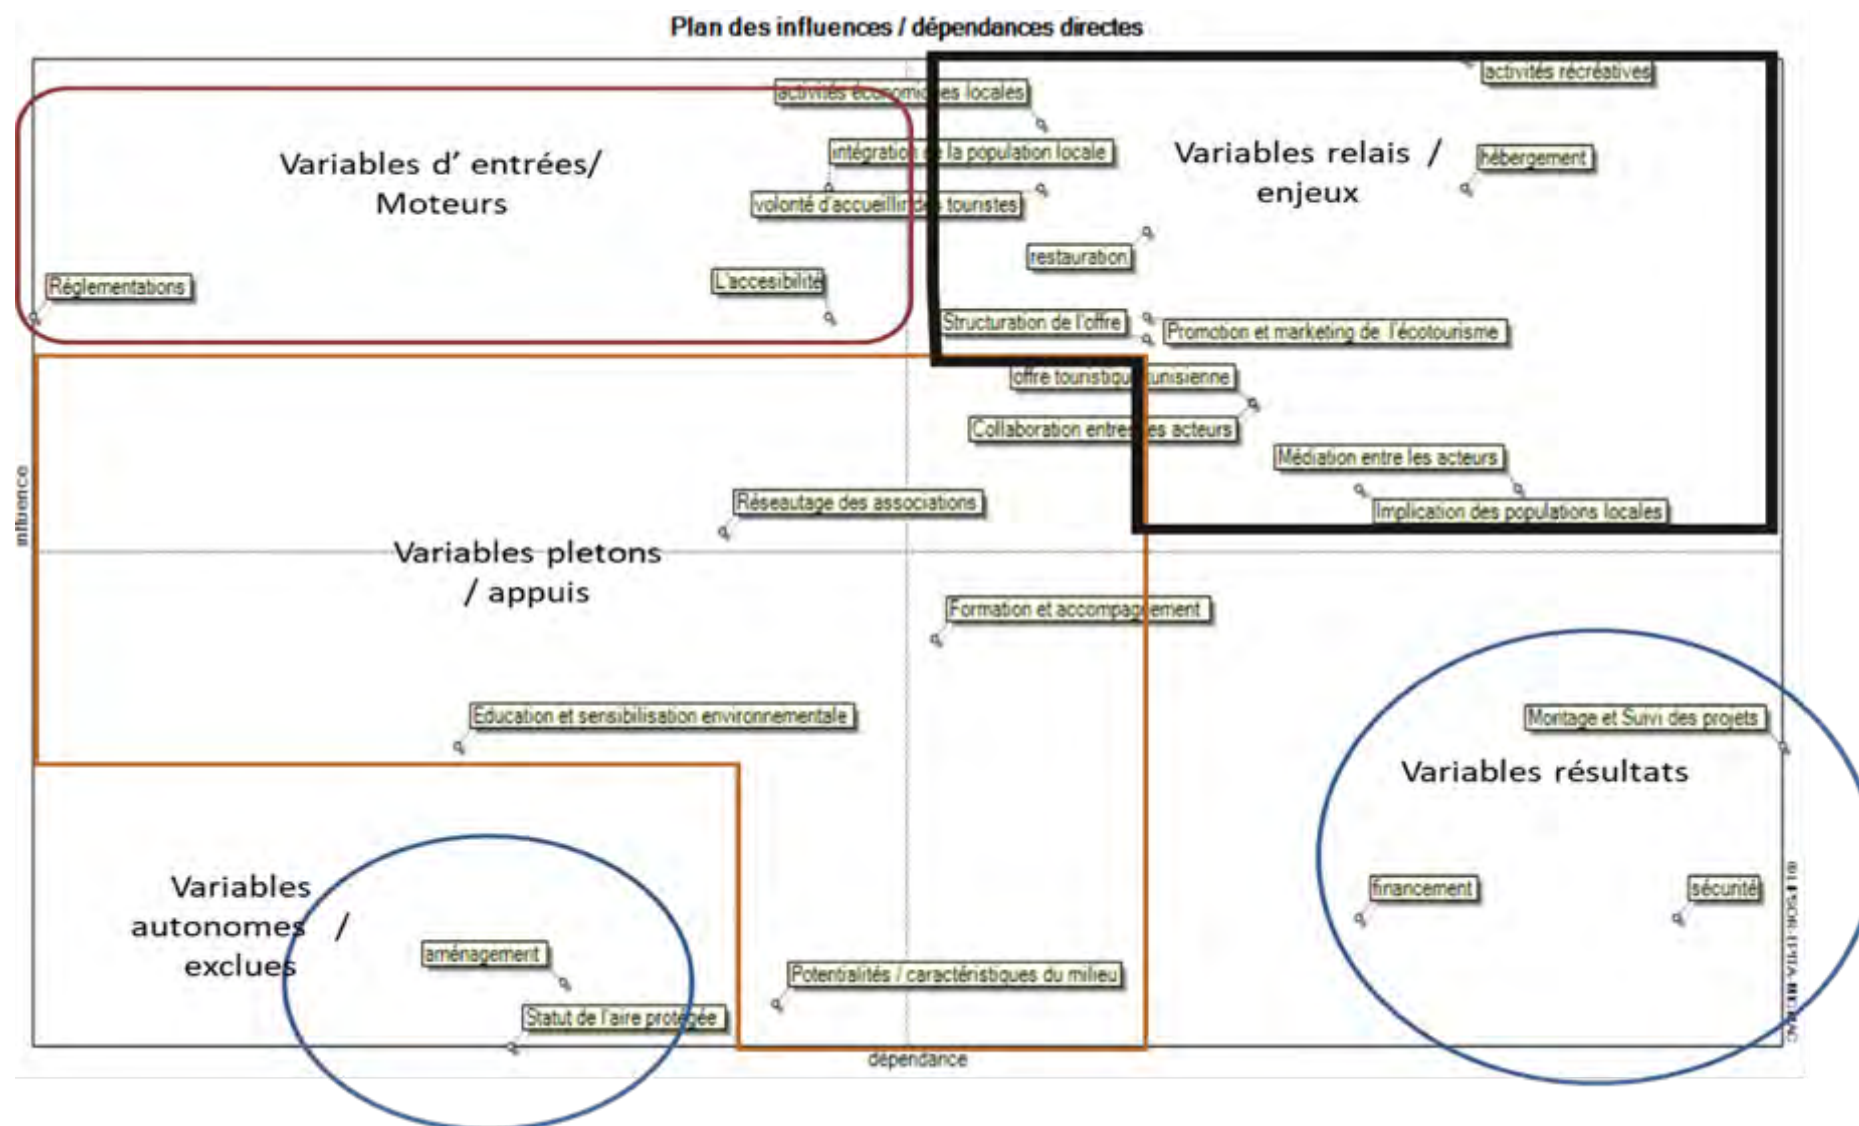 Plan des influences / dépendances directes
activités récréatives
activités économiques locales
Variables d' entrées/
Moteurs
intégration de la population locale
Variables relais /
enjeux
hébergement
volonté d'accueillir des touristes
restauration
Réglementations
L'accesibilité
Structuration de l'offre
Promotion et marketing de l'écotourisme
offre touristique tunisienne
Collaboration entres les acteurs
Médiation entre les acteurs
Implication des populations locales
influence
Réseautage des associations
Variables pletons
/ appuis
Formation et accompagnement
Education et sensibilisation environnementale
Montage et Suivi des projets
Variables résultats
financement
sécurité
Variables
autonomes /
exclues
aménagement
Potentialités / caractéristiques du milieu
Statut de l'aire protégée
dépendance